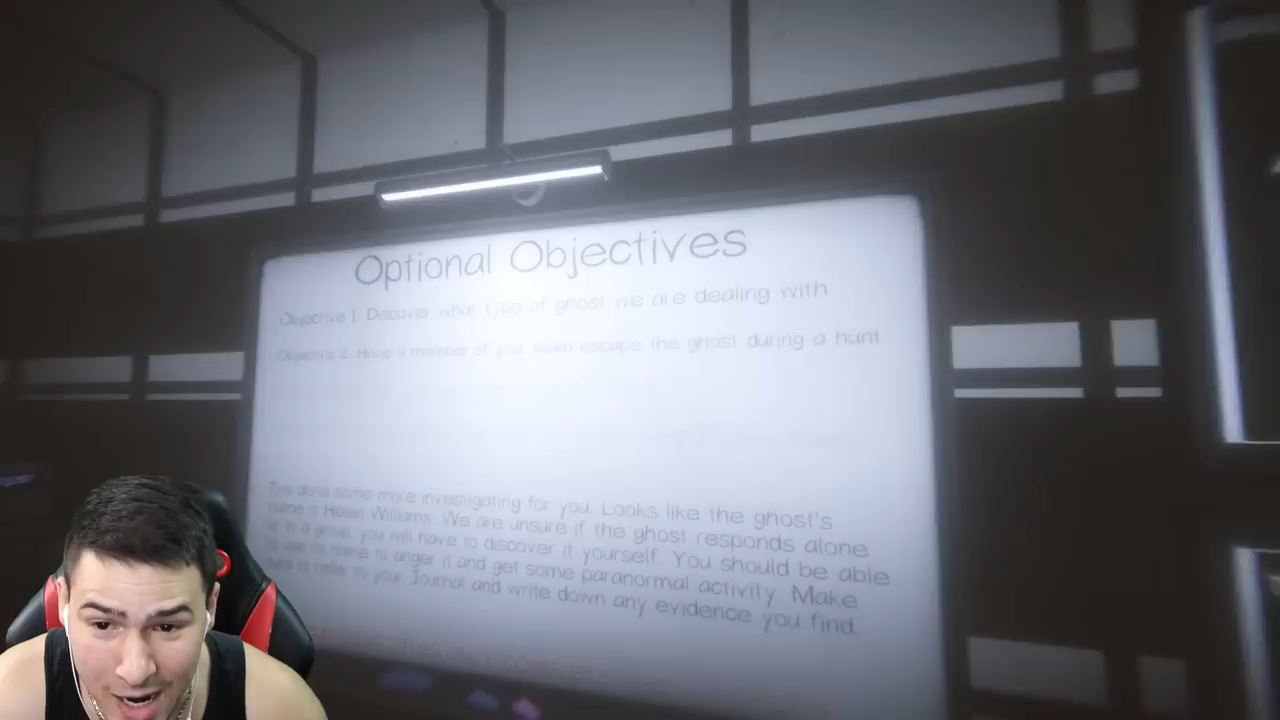 Optional Objectives
Objective 1. Discover what type of ghost we are dealing with
Objective 2. Have a member of your team escape the ghost during a hunt
I've done some more investigating for you. Looks like the ghost's
name is Helen Williams. We are unsure if the ghost responds alone
or to a group, you will have to discover it yourself. You should be able
to use its name to anger it and get some paranormal activity. Make
sure to refer to your Journal and write down any evidence you find.